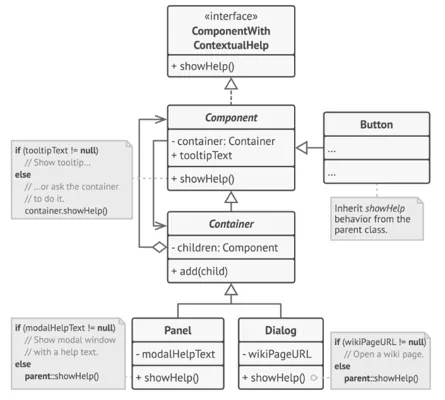 «interface»
ComponentWith
ContextualHelp
+ showHelp()
Component
- container: Container
+ tooltipText
+ showHelp()
Button
...
...
if (tooltipText != null)
// Show tooltip...
else
// ...or ask the container
// to do it.
container.showHelp()
Inherit showHelp
behavior from the
parent class.
Container
- children: Component
+ add(child)
if (modalHelpText != null)
// Show modal window
// with a help text.
else
parent::showHelp()
Panel
- modalHelpText
+ showHelp()
Dialog
- wikiPageURL
+ showHelp()
if (wikiPageURL != null)
// Open a wiki page.
else
parent::showHelp()